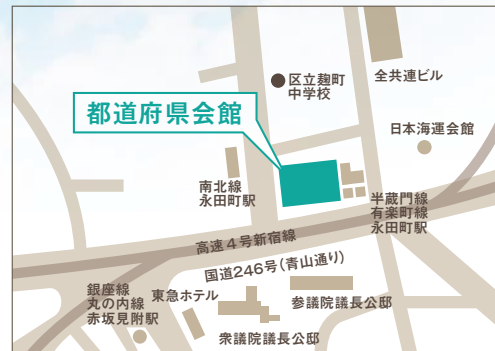 区立麹町
中学校
全共連ビル
都道府県会館
日本海運会館
南北線
永田町駅
半蔵門線
有楽町線
永田町駅
高速4号新宿線
国道246号(青山通り)
銀座線
丸の内線
赤坂見附駅
東急ホテル
参議院議長公邸
衆議院議長公邸